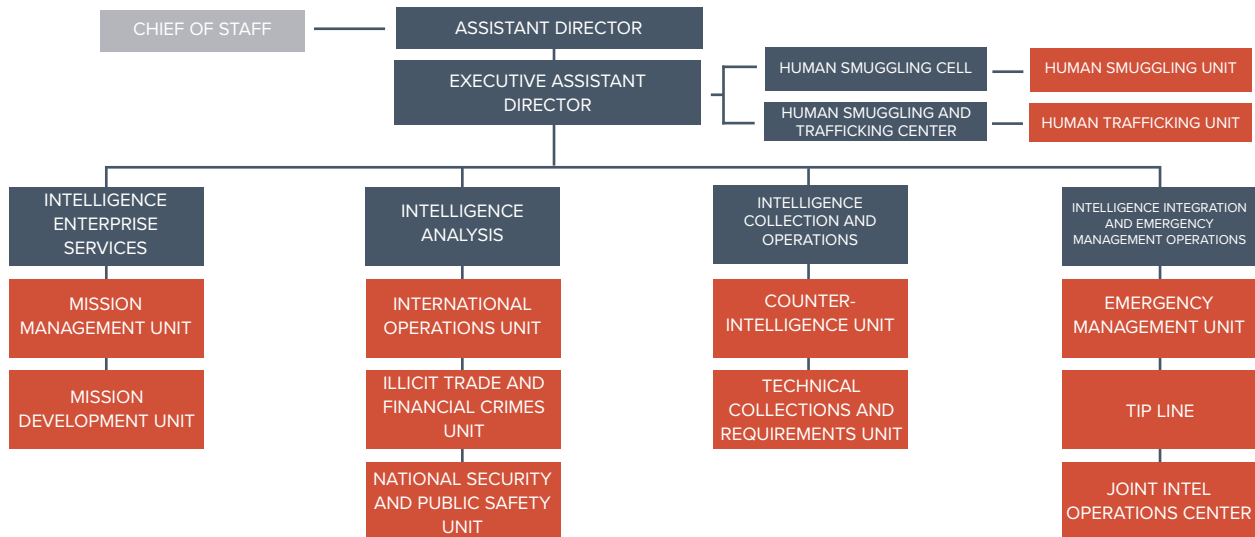 CHIEF OF STAFF
ASSISTANT DIRECTOR
EXECUTIVE ASSISTANT
DIRECTOR
HUMAN SMUGGLING CELL
HUMAN SMUGGLING UNIT
HUMAN SMUGGLING AND
TRAFFICKING CENTER
HUMAN TRAFFICKING UNIT
INTELLIGENCE
ENTERPRISE
SERVICES
MISSION
MANAGEMENT UNIT
MISSION
DEVELOPMENT UNIT
INTELLIGENCE
ANALYSIS
INTERNATIONAL
OPERATIONS UNIT
ILLICIT TRADE AND
FINANCIAL CRIMES
UNIT
NATIONAL SECURITY
AND PUBLIC SAFETY
UNIT
INTELLIGENCE
COLLECTION AND
OPERATIONS
COUNTER-
INTELLIGENCE UNIT
TECHNICAL
COLLECTIONS AND
REQUIREMENTS UNIT
INTELLIGENCE INTEGRATION
AND EMERGENCY
MANAGEMENT OPERATIONS
EMERGENCY
MANAGEMENT UNIT
TIP LINE
JOINT INTEL
OPERATIONS CENTER